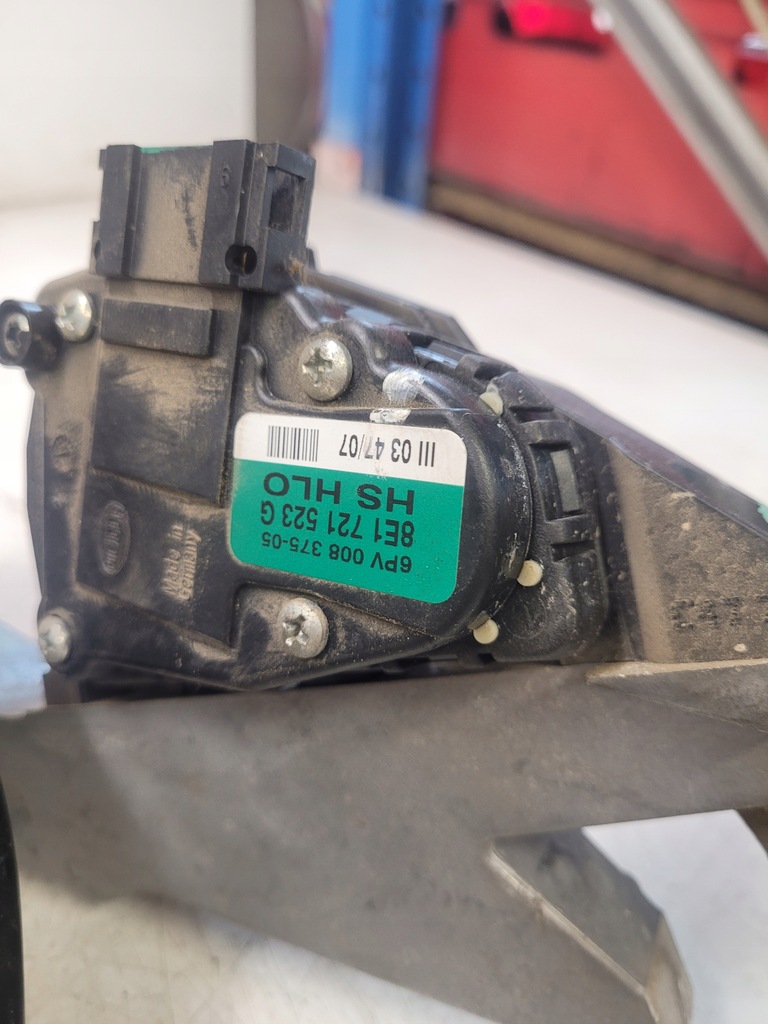 6PV 008 375-05
8E1 721 523 G
HS HLO
III 03 47/07
Made in
Germany